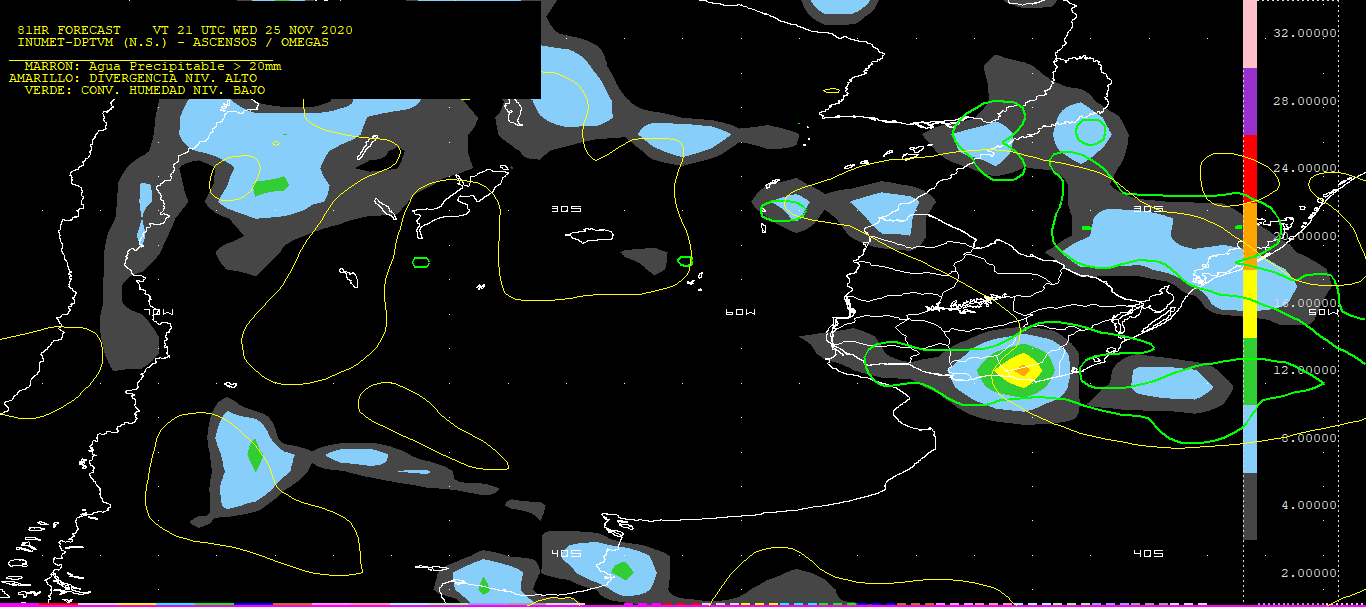 81HR FORECAST    VT 21 UTC WED 25 NOV 2020
INUMET-DPTVM (N.S.) - ASCENSOS / OMEGAS
MARRON: Agua Precipitable > 20mm
AMARILLO: DIVERGENCIA NIV. ALTO
VERDE: CONV. HUMEDAD NIV. BAJO
32.00000
28.00000
24.00000
30S 30S
20.00000
16.00000
70W 60W 50W
12.00000
8.00000
4.00000
40S 40S
2.00000